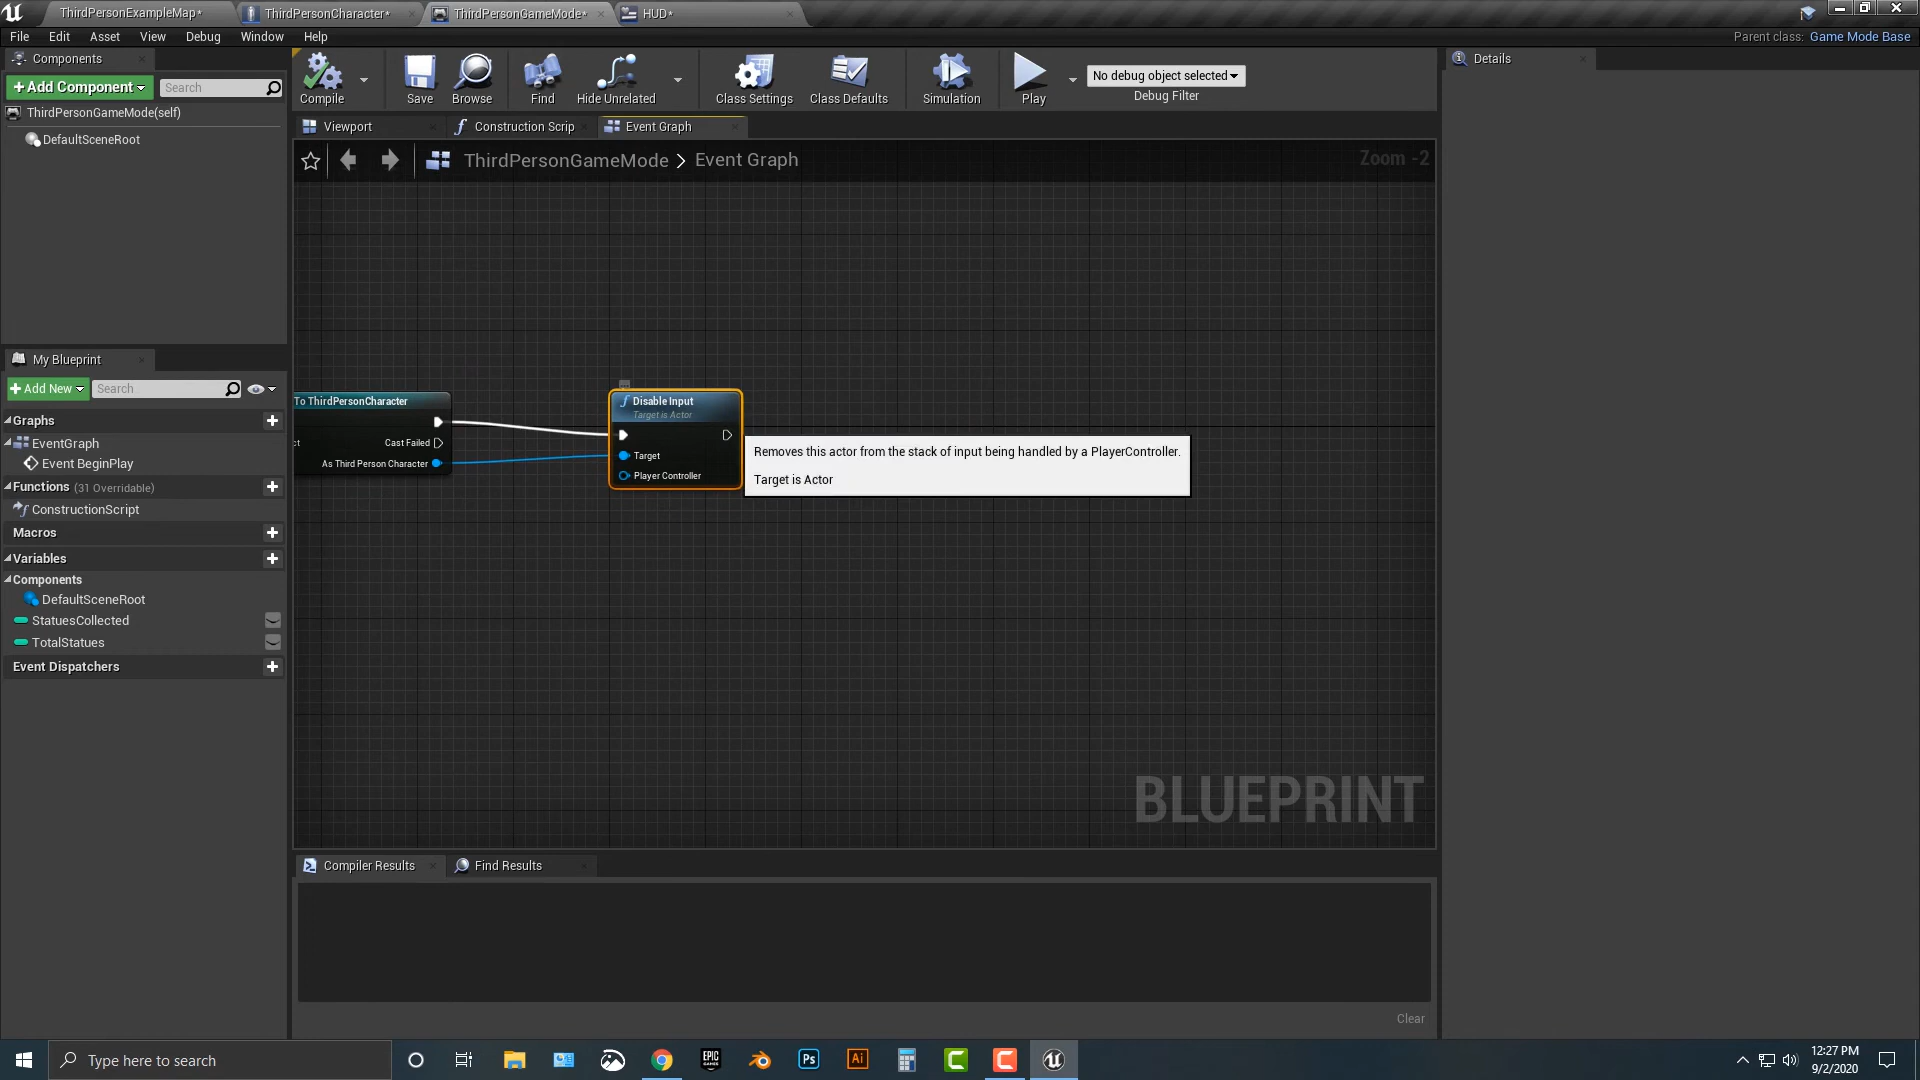 ThirdPersonExampleMap*
ThirdPersonCharacter*
ThirdPersonGameMode*
HUD*
File Edit Asset View Debug Window Help
Parent class: Game Mode Base
Components
+Add Component
Search
ThirdPersonGameMode(self)
DefaultSceneRoot
Compile
Save
Browse
Find
Hide Unrelated
Class Settings
Class Defaults
Simulation
Play
No debug object selected
Debug Filter
Details
Viewport
Construction Scrip
Event Graph
ThirdPersonGameMode > Event Graph
Zoom -2
My Blueprint
+Add New
Search
Graphs
EventGraph
Event BeginPlay
Functions (31 Overridable)
ConstructionScript
Macros
Variables
Components
DefaultSceneRoot
StatuesCollected
TotalStatues
Event Dispatchers
To ThirdPersonCharacter
Cast Failed
ct
As Third Person Character
Disable Input
Target is Actor
Target
Player Controller
Removes this actor from the stack of input being handled by a PlayerController.
Target is Actor
BLUEPRINT
Compiler Results
Find Results
Clear
Type here to search
EPIC GAMES
Ps
Ai
12:27 PM
9/2/2020